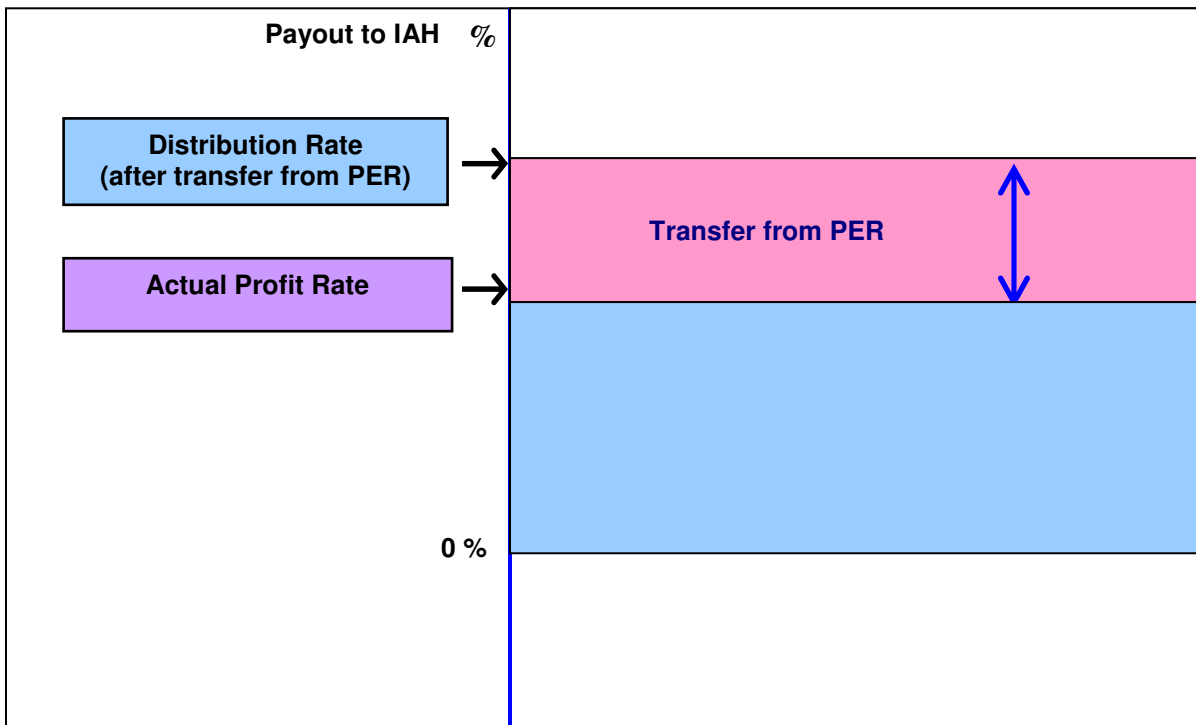 Payout to IAH %
Distribution Rate
(after transfer from PER)
Transfer from PER
Actual Profit Rate
0 %